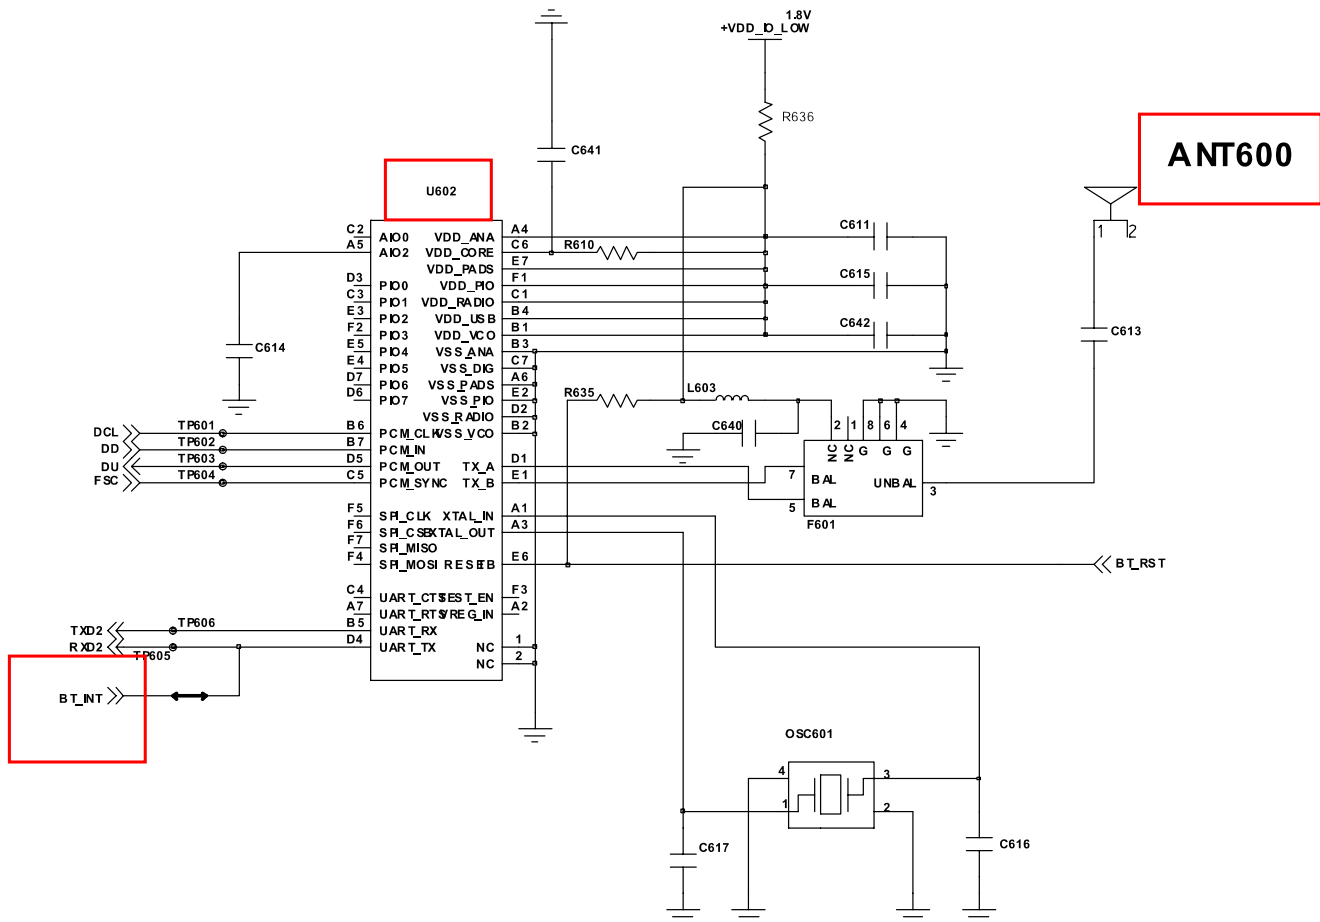 1.8V
+VDD_IO_LOW
R636
ANT600
C641
U602
1 2
C2 AIO0 VDD_ANA A4
C611
A5 AIO2 VDD_CORE C6
R610
VDD_PADS E7
D3 PIO0 VDD_PIO F1
C615
C3 PIO1 VDD_RADIO C1
E3 PIO2 VDD_USB B4
C642
F2 PIO3 VDD_VCO B1
C613
C614
E5 PIO4 VSS_ANA B3
E4 PIO5 VSS_DIG C7
D7 PIO6 VSS_PADS A6
D6 PIO7 VSS_PIO E2
R635
L603
VSS_RADIO D2
C640
DCL TP601 B6 PCM_CLK VSS_VCO B2
2 1 8 6 4
NC NC G G G
DD TP602 B7 PCM_IN
DU TP603 D5 PCM_OUT TX_A D1
FSC TP604 C5 PCM_SYNC TX_B E1
7 BAL UNBAL 3
5 BAL
F601
F5 SPI_CLK XTAL_IN A1
F6 SPI_CSB XTAL_OUT A3
F7 SPI_MISO
F4 SPI_MOSI RESETB E6
BT_RST
C4 UART_CTS TEST_EN F3
A7 UART_RTS VREG_IN A2
TXD2 TP606 B5 UART_RX
RXD2 TP605 D4 UART_TX NC 1
NC 2
BT_INT
OSC601
4 3
1 2
C617
C616